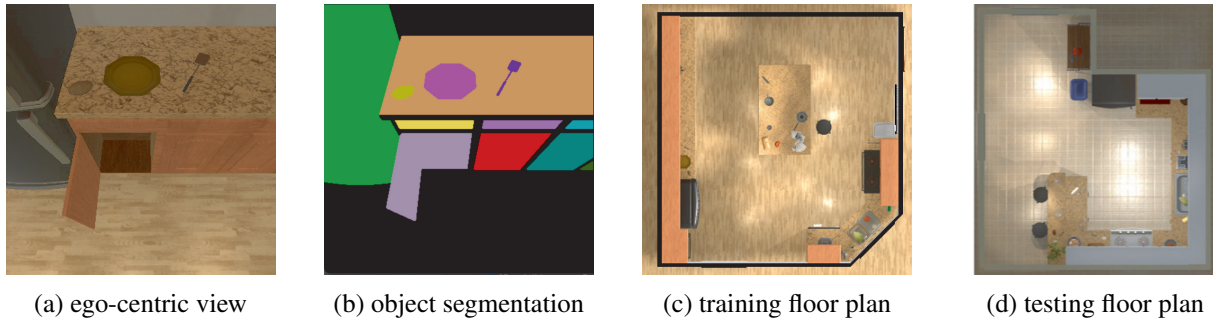 (a) ego-centric view
(b) object segmentation
(c) training floor plan
(d) testing floor plan